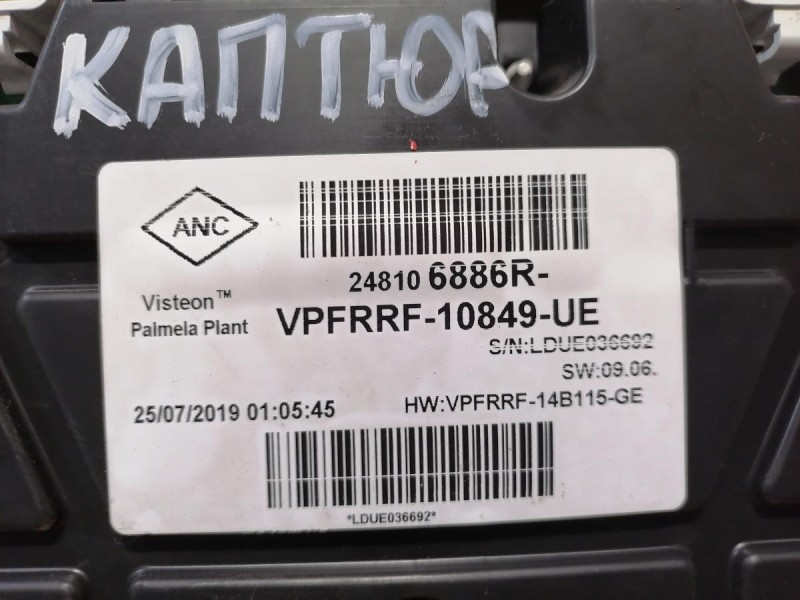 КАПТЮР
ANC
24810 6886R-
Visteon™
Palmela Plant
VPFRRF-10849-UE
S/N:LDUE036692
SW:09.06.
25/07/2019 01:05:45
HW:VPFRRF-14B115-GE
*LDUE036692*